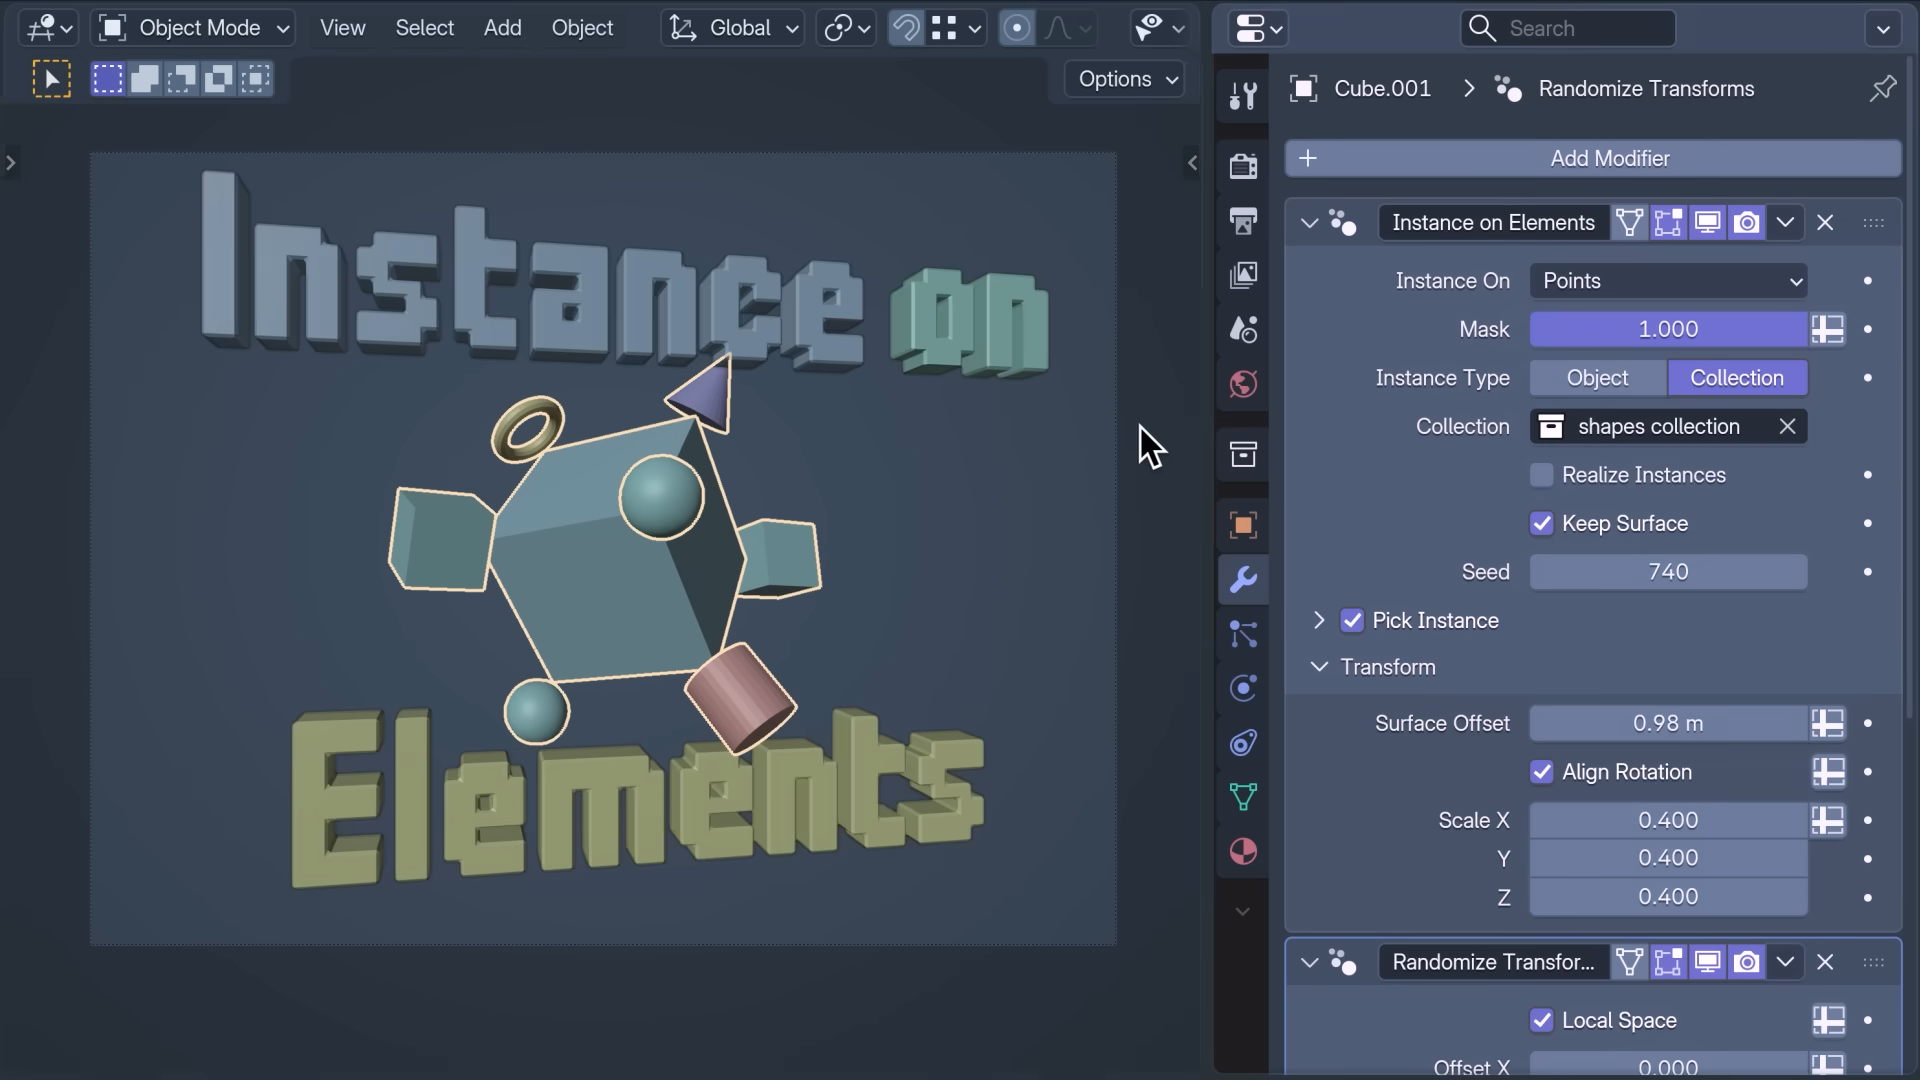 Object Mode View Select Add Object Global
Search
Options
Cube.001 Randomize Transforms
Add Modifier
Instance on
Elements
Instance on Elements
Instance On Points
Mask 1.000
Instance Type Object Collection
Collection shapes collection
Realize Instances
Keep Surface
Seed 740
Pick Instance
Transform
Surface Offset 0.98 m
Align Rotation
Scale X 0.400
Y 0.400
Z 0.400
Randomize Transfor...
Local Space
Offset X 0.000